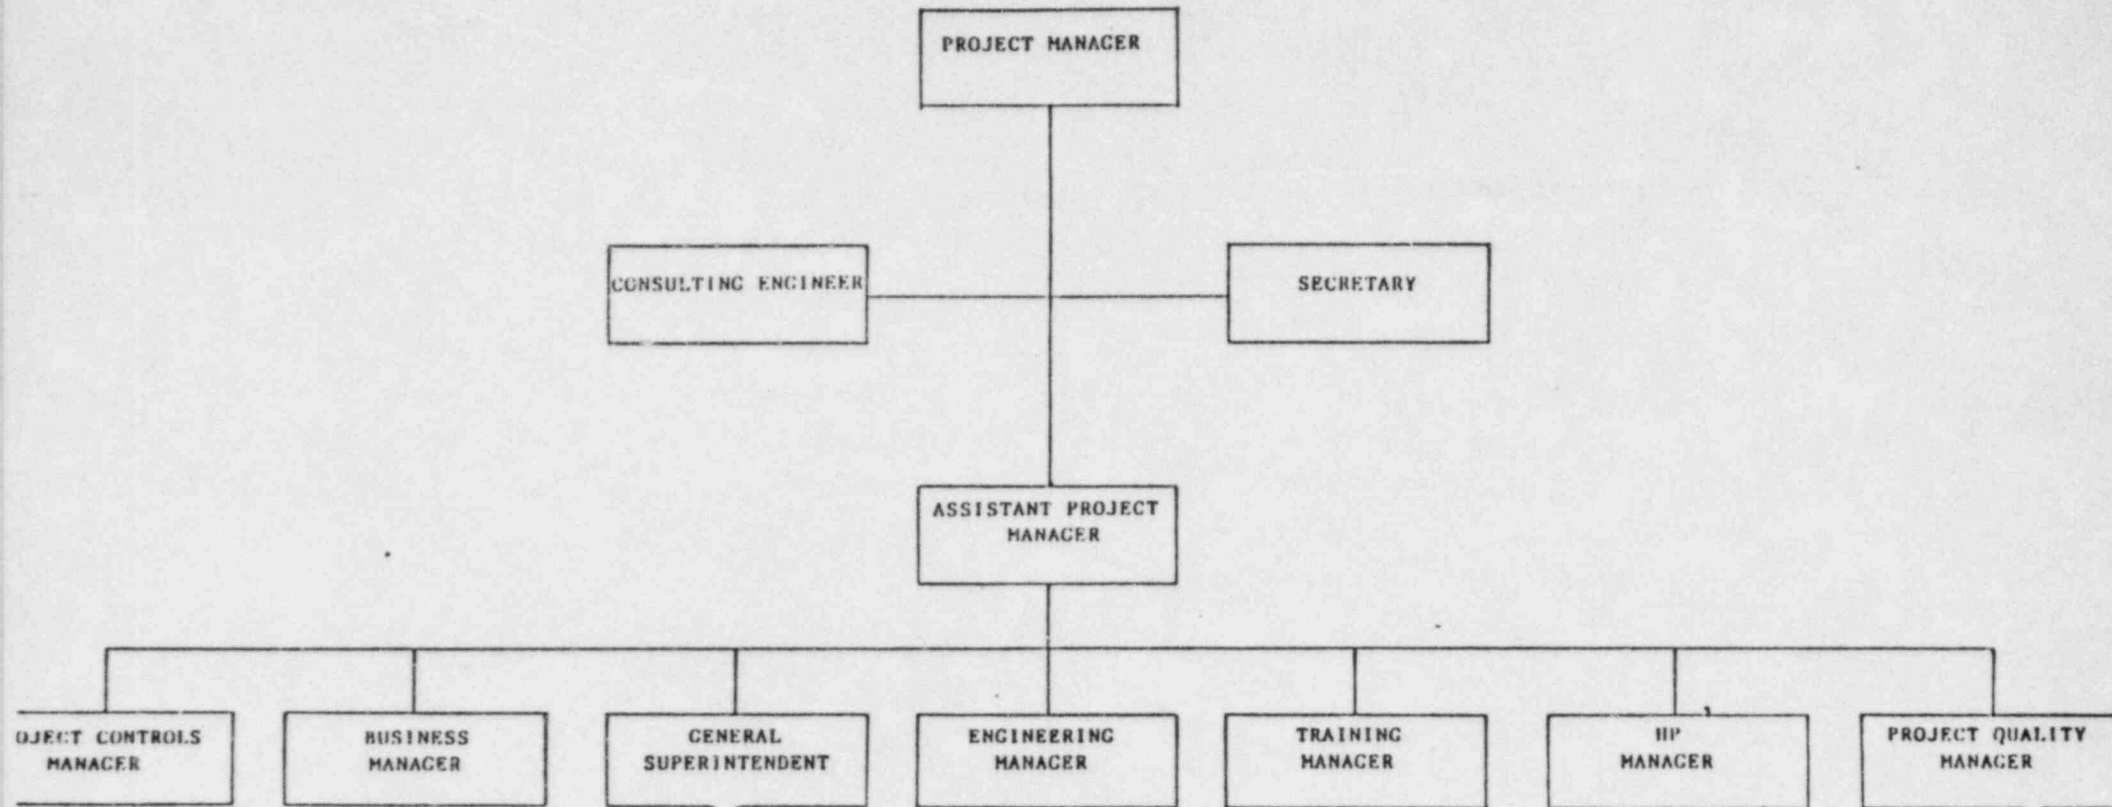 PROJECT MANAGER
CONSULTING ENGINEER
SECRETARY
ASSISTANT PROJECT
MANAGER
OJECT CONTROLS
MANAGER
BUSINESS
MANAGER
GENERAL
SUPERINTENDENT
ENGINEERING
MANAGER
TRAINING
MANAGER
HP
MANAGER
PROJECT QUALITY
MANAGER